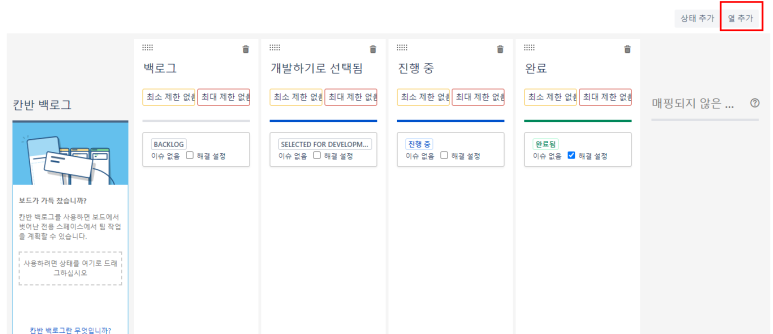 상태 추가 열 추가
칸반 백로그
보드가 가득 찼습니까?
칸반 백로그를 사용하면 보드에서
벗어난 전용 스페이스에서 팀 작업
을 계획할 수 있습니다.
사용하려면 상태를 여기로 드래
그하십시오
칸반 백로그란 무엇입니까?
백로그
최소 제한 없음 최대 제한 없음
BACKLOG
이슈 없음 해결 설정
개발하기로 선택됨
최소 제한 없음 최대 제한 없음
SELECTED FOR DEVELOPM...
이슈 없음 해결 설정
진행 중
최소 제한 없음 최대 제한 없음
진행 중
이슈 없음 해결 설정
완료
최소 제한 없음 최대 제한 없음
완료됨
이슈 없음 해결 설정
매핑되지 않은 ...